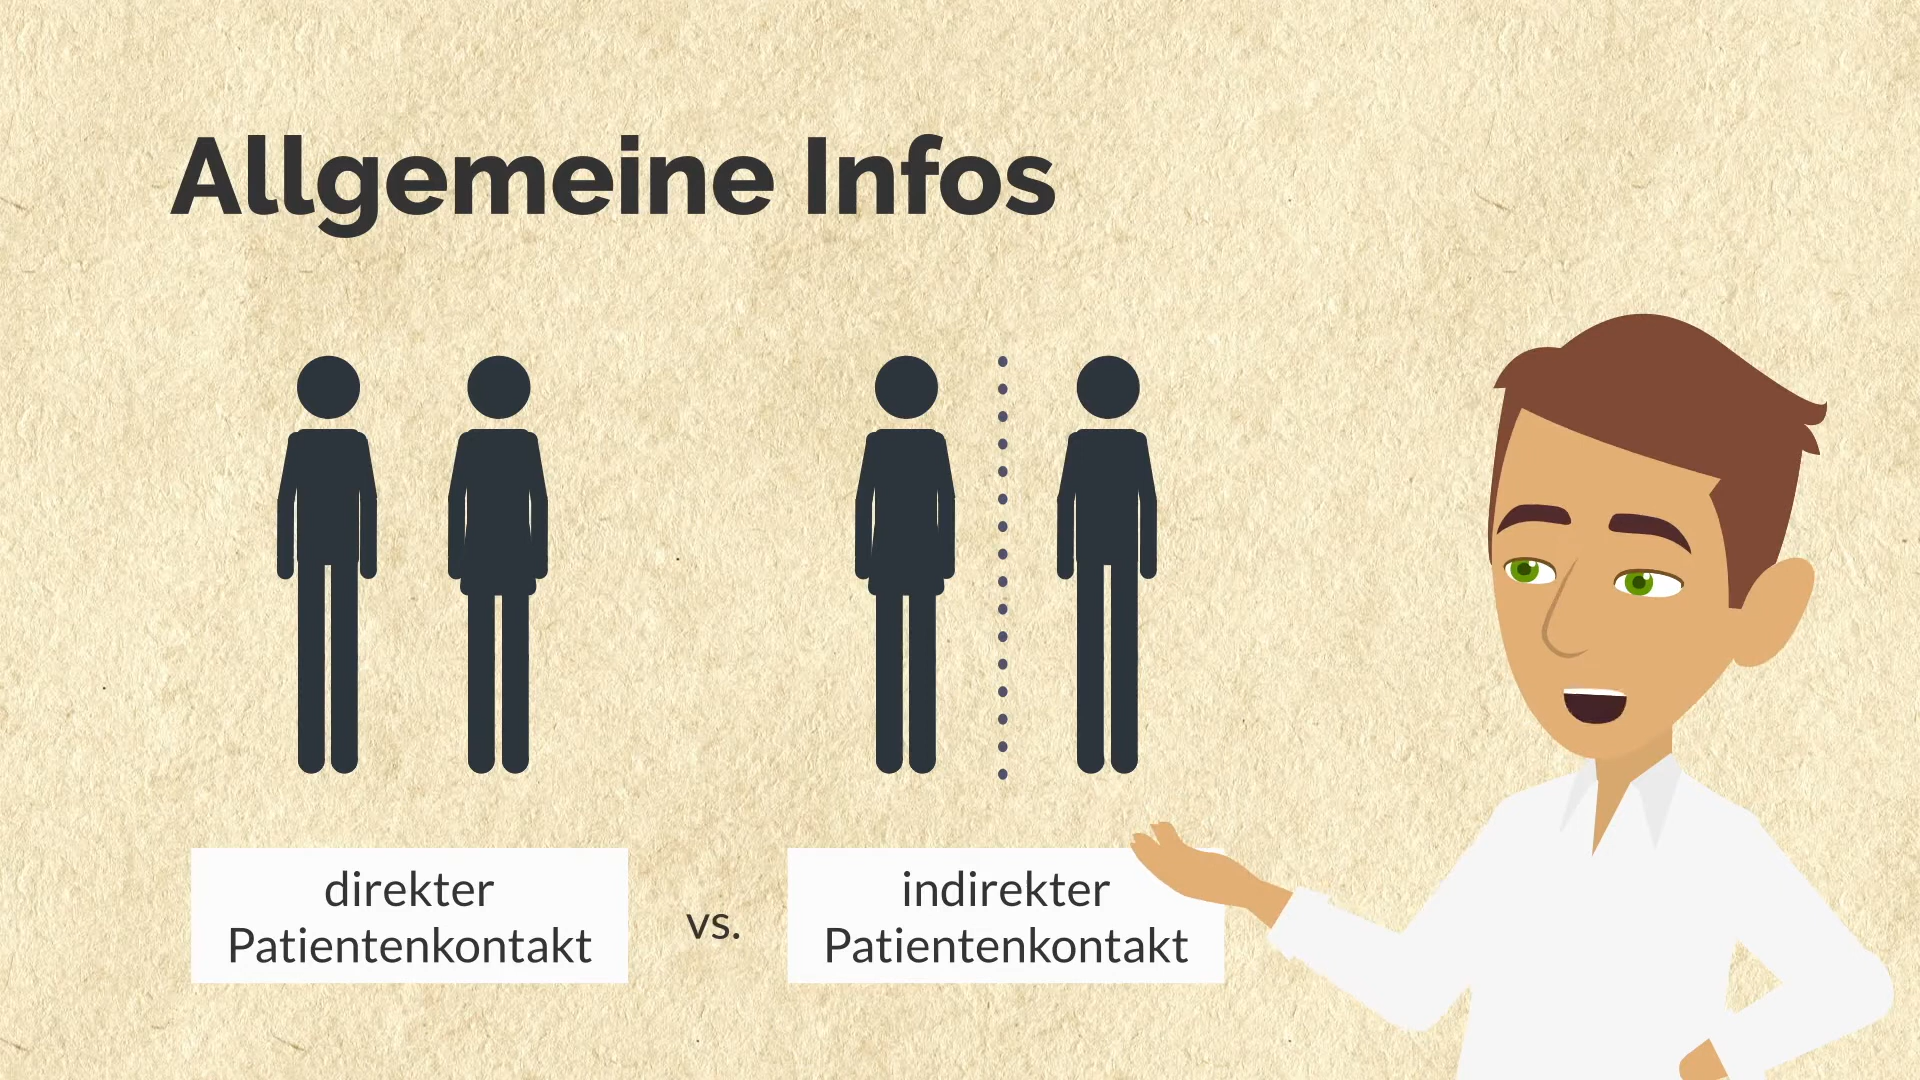 Allgemeine Infos
direkter
Patientenkontakt
vs.
indirekter
Patientenkontakt